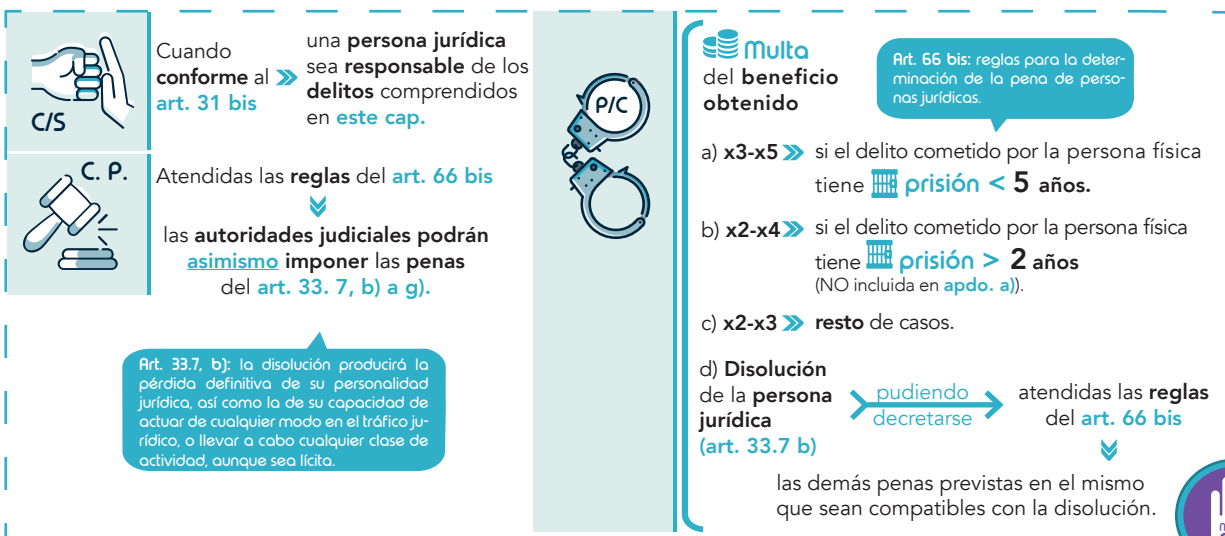 C/S
Cuando
conforme al
art. 31 bis
una persona jurídica
sea responsable de los
delitos comprendidos
en este cap.
C. P.
Atendidas las reglas del art. 66 bis
las autoridades judiciales podrán
asimismo imponer las penas
del art. 33. 7, b) a g).
Art. 33.7, b): la disolución producirá la
pérdida definitiva de su personalidad
jurídica, así como la de su capacidad de
actuar de cualquier modo en el tráfico ju-
rídico, o llevar a cabo cualquier clase de
actividad, aunque sea lícita.
P/C
Multa
del beneficio
obtenido
Art. 66 bis: reglas para la deter-
minación de la pena de perso-
nas jurídicas.
a) x3-x5 si el delito cometido por la persona física
tiene prisión < 5 años.
b) x2-x4 si el delito cometido por la persona física
tiene prisión > 2 años
(NO incluida en apdo. a)).
c) x2-x3 resto de casos.
d) Disolución
de la persona
jurídica
(art. 33.7 b)
pudiendo
decretarse
atendidas las reglas
del art. 66 bis
las demás penas previstas en el mismo
que sean compatibles con la disolución.